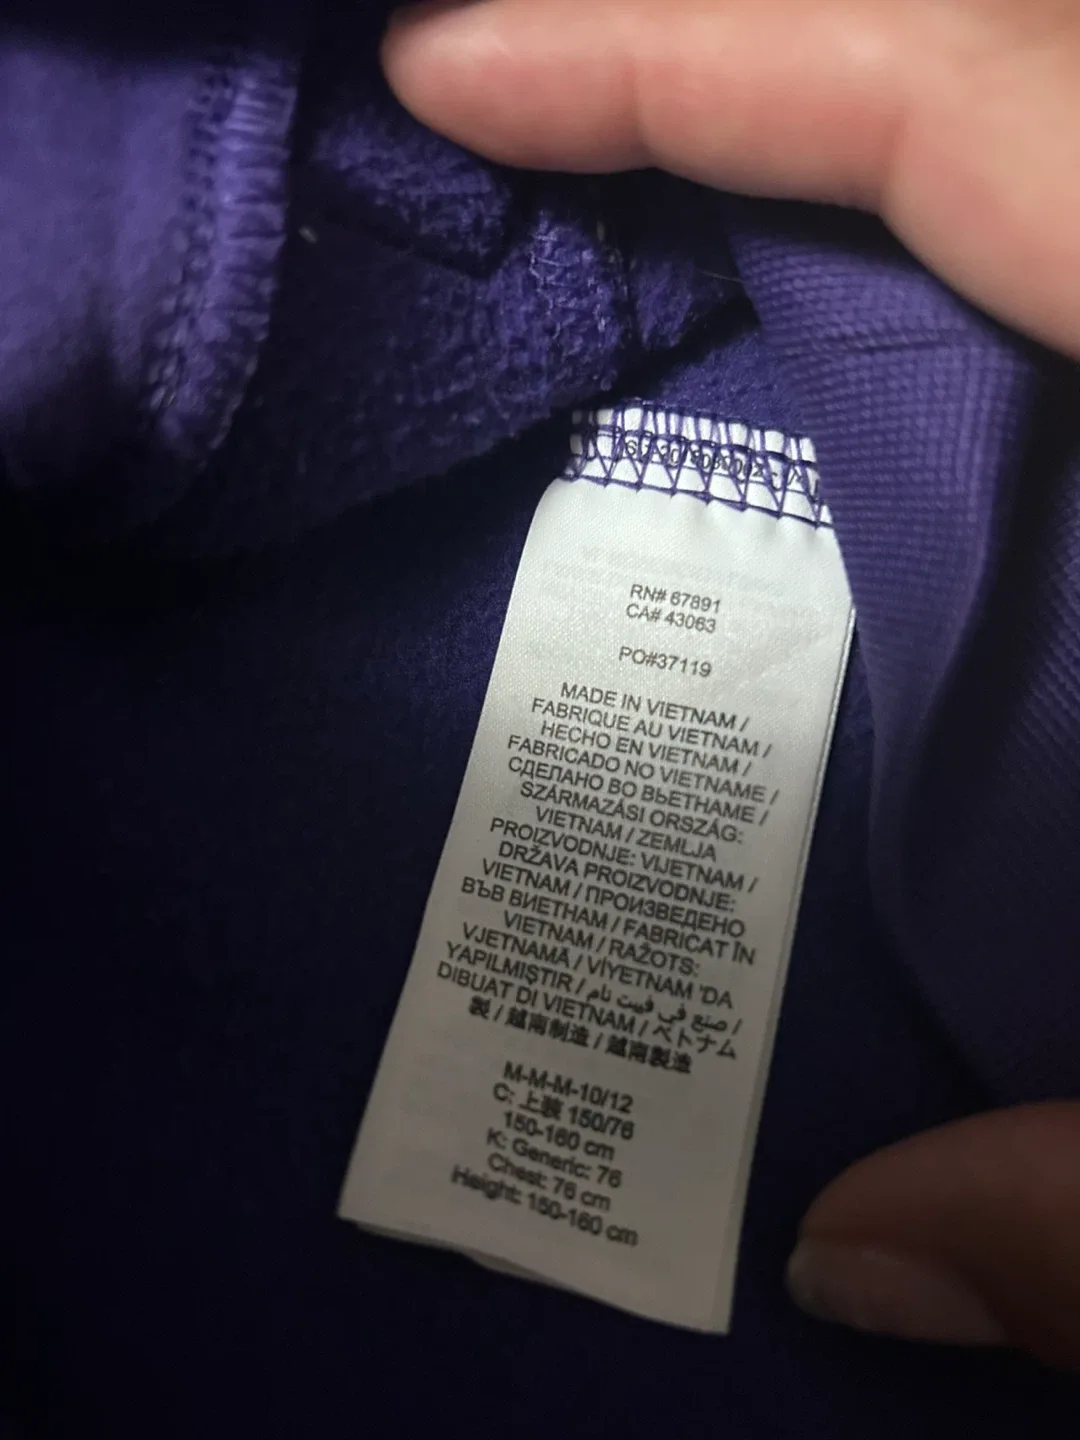 RN# 67891
CA# 43063
PO#37119
MADE IN VIETNAM /
FABRIQUE AU VIETNAM /
HECHO EN VIETNAM /
FABRICADO NO VIETNAME /
СДЕЛАНО ВО ВЬЕТНАМЕ /
SZÁRMAZÁSI ORSZÁG:
VIETNAM / ZEMLJA
PROIZVODNJE: VIJETNAM /
DRŽAVA PROIZVODNJE:
VIETNAM / ПРОИЗВЕДЕНО
ВЪВ ВИЕТНАМ / FABRICAT ÎN
VIETNAM / RAŽOTS:
VJETNAMĀ / VİYETNAM 'DA
YAPILMIŞTIR / صنع في فييت نام /
DIBUAT DI VIETNAM / ベトナム
製 / 越南制造 / 越南製造
M-M-M-10/12
C: 上装 150/76
150-160 cm
K: Generic: 76
Chest: 76 cm
Height: 150-160 cm